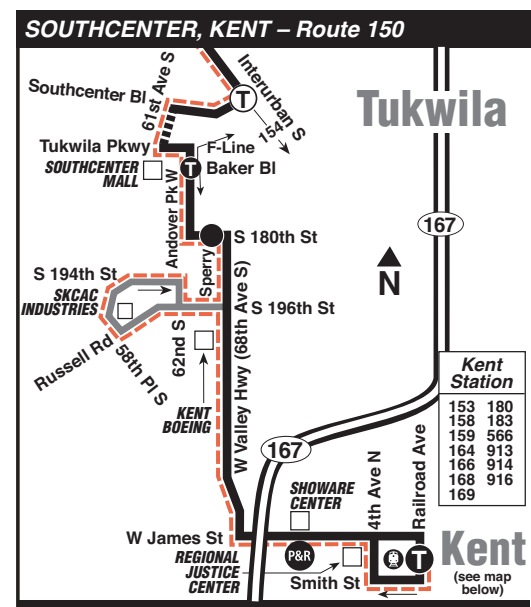 SOUTHCENTER, KENT – Route 150
Southcenter Bl
61st Ave S
Interurban S
T
154
Tukwila
Tukwila Pkwy
F-Line
SOUTHCENTER
MALL
T
Baker Bl
Andover Pk W
S 180th St
167
N
Sperry
S 194th St
SKCAC
INDUSTRIES
S 196th St
Russell Rd
58th Pl S
62nd S
W Valley Hwy (68th Ave S)
KENT
BOEING
Kent
Station
153 180
158 183
159 566
164 913
166 914
168 916
169
167
SHOWARE
CENTER
4th Ave N
Railroad Ave
W James St
REGIONAL
JUSTICE
CENTER
P&R
Smith St
T
Kent
(see map
below)